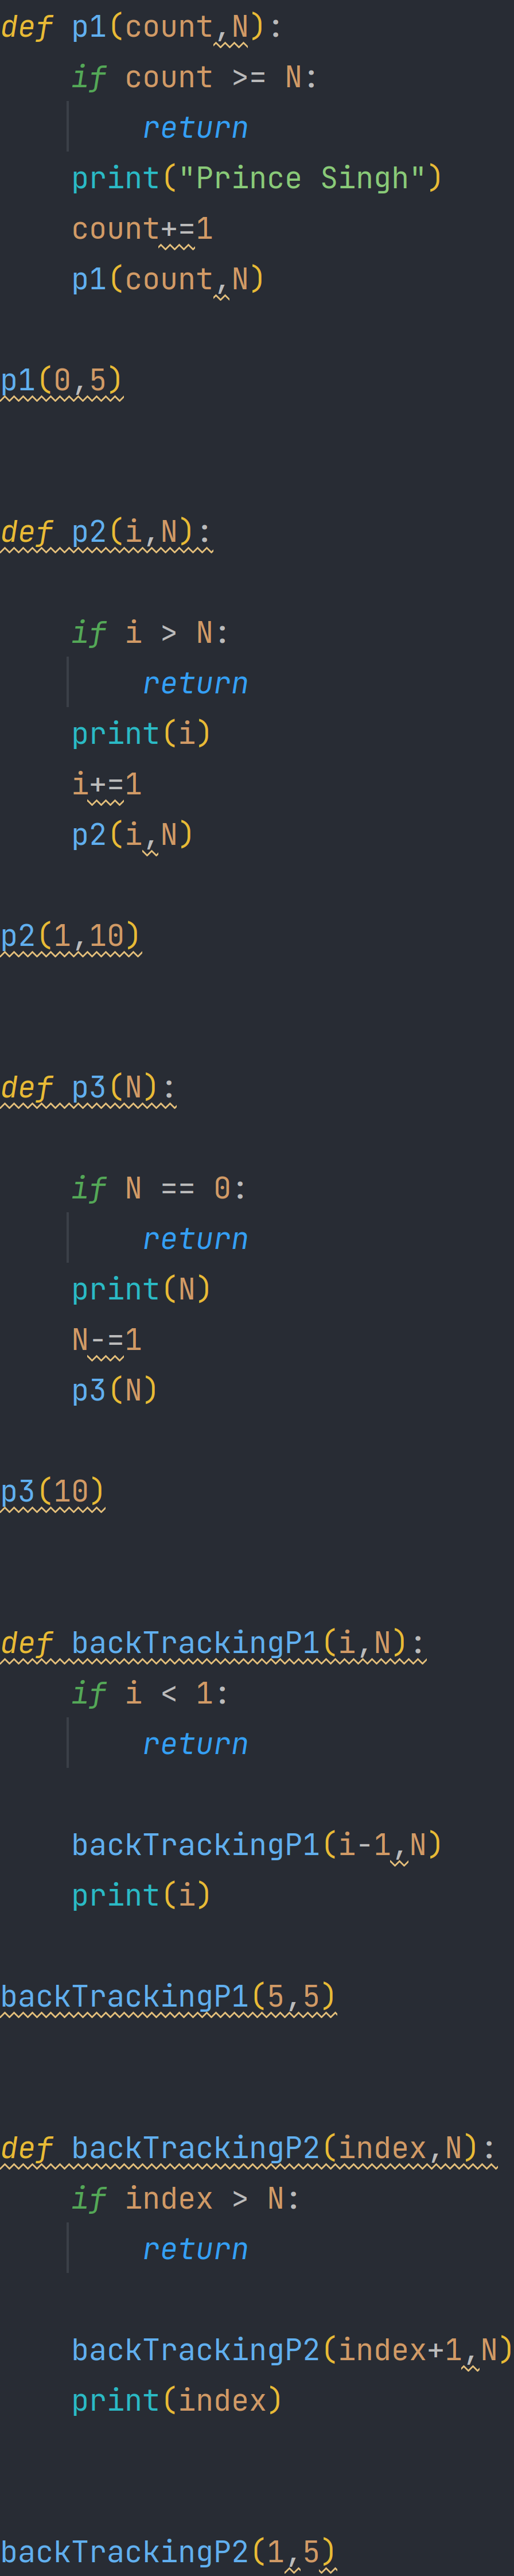 def p1(count,N):
    if count >= N:
        return
    print("Prince Singh")
    count+=1
    p1(count,N)

p1(0,5)


def p2(i,N):

    if i > N:
        return
    print(i)
    i+=1
    p2(i,N)

p2(1,10)


def p3(N):

    if N == 0:
        return
    print(N)
    N-=1
    p3(N)

p3(10)


def backTrackingP1(i,N):
    if i < 1:
        return

    backTrackingP1(i-1,N)
    print(i)

backTrackingP1(5,5)


def backTrackingP2(index,N):
    if index > N:
        return

    backTrackingP2(index+1,N)
    print(index)


backTrackingP2(1,5)